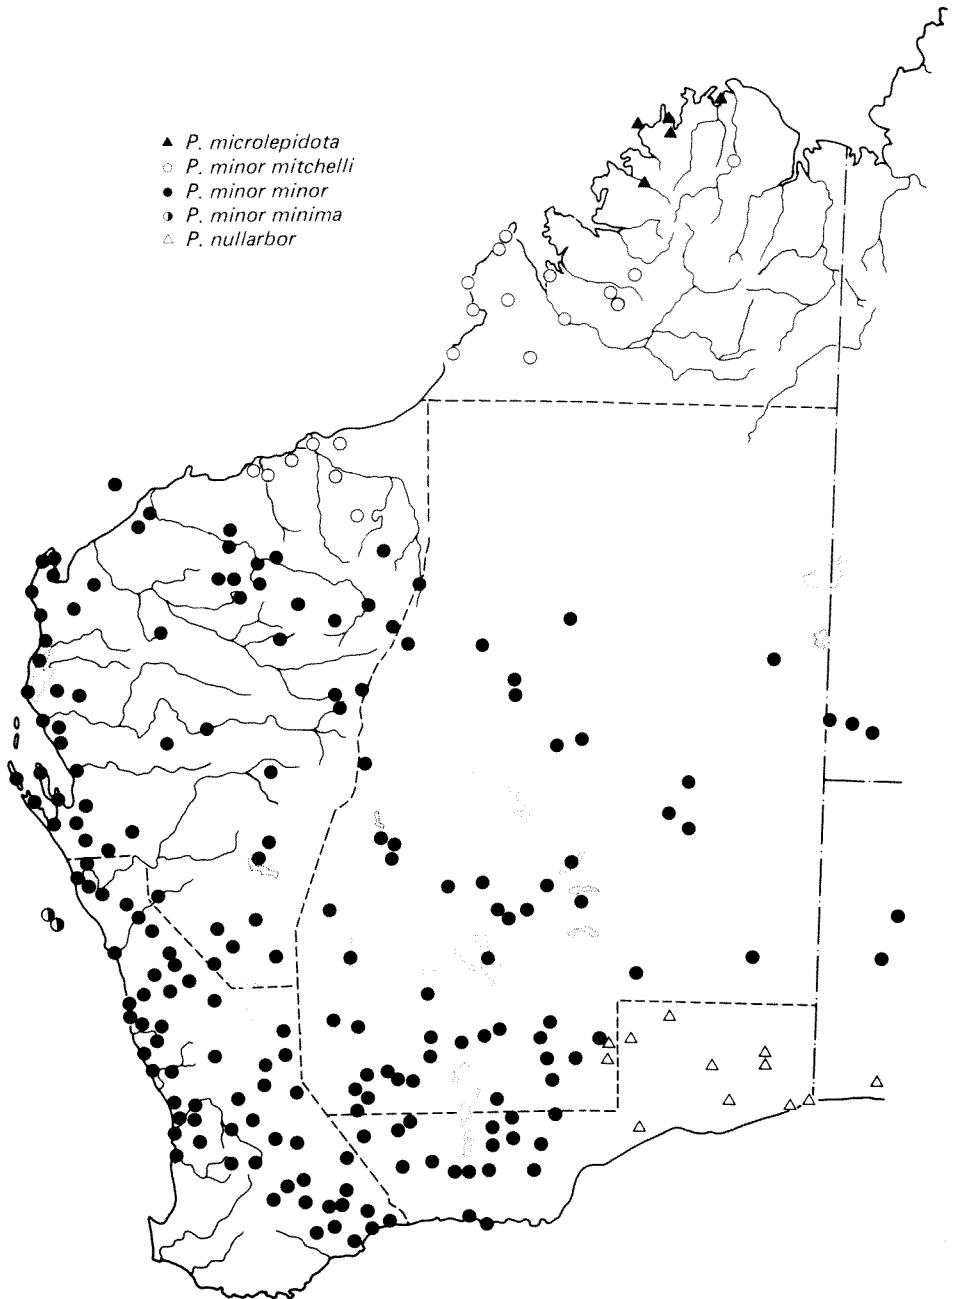 P. microlepidota
P. minor mitchelli
P. minor minor
P. minor minima
P. nullarbor